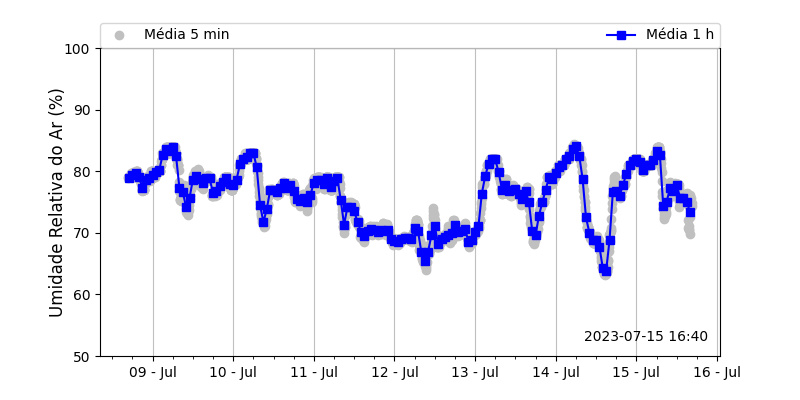 Média 5 min
Média 1 h
Umidade Relativa do Ar (%)
100
90
80
70
60
50
2023-07-15 16:40
09 - Jul
10 - Jul
11 - Jul
12 - Jul
13 - Jul
14 - Jul
15 - Jul
16 - Jul